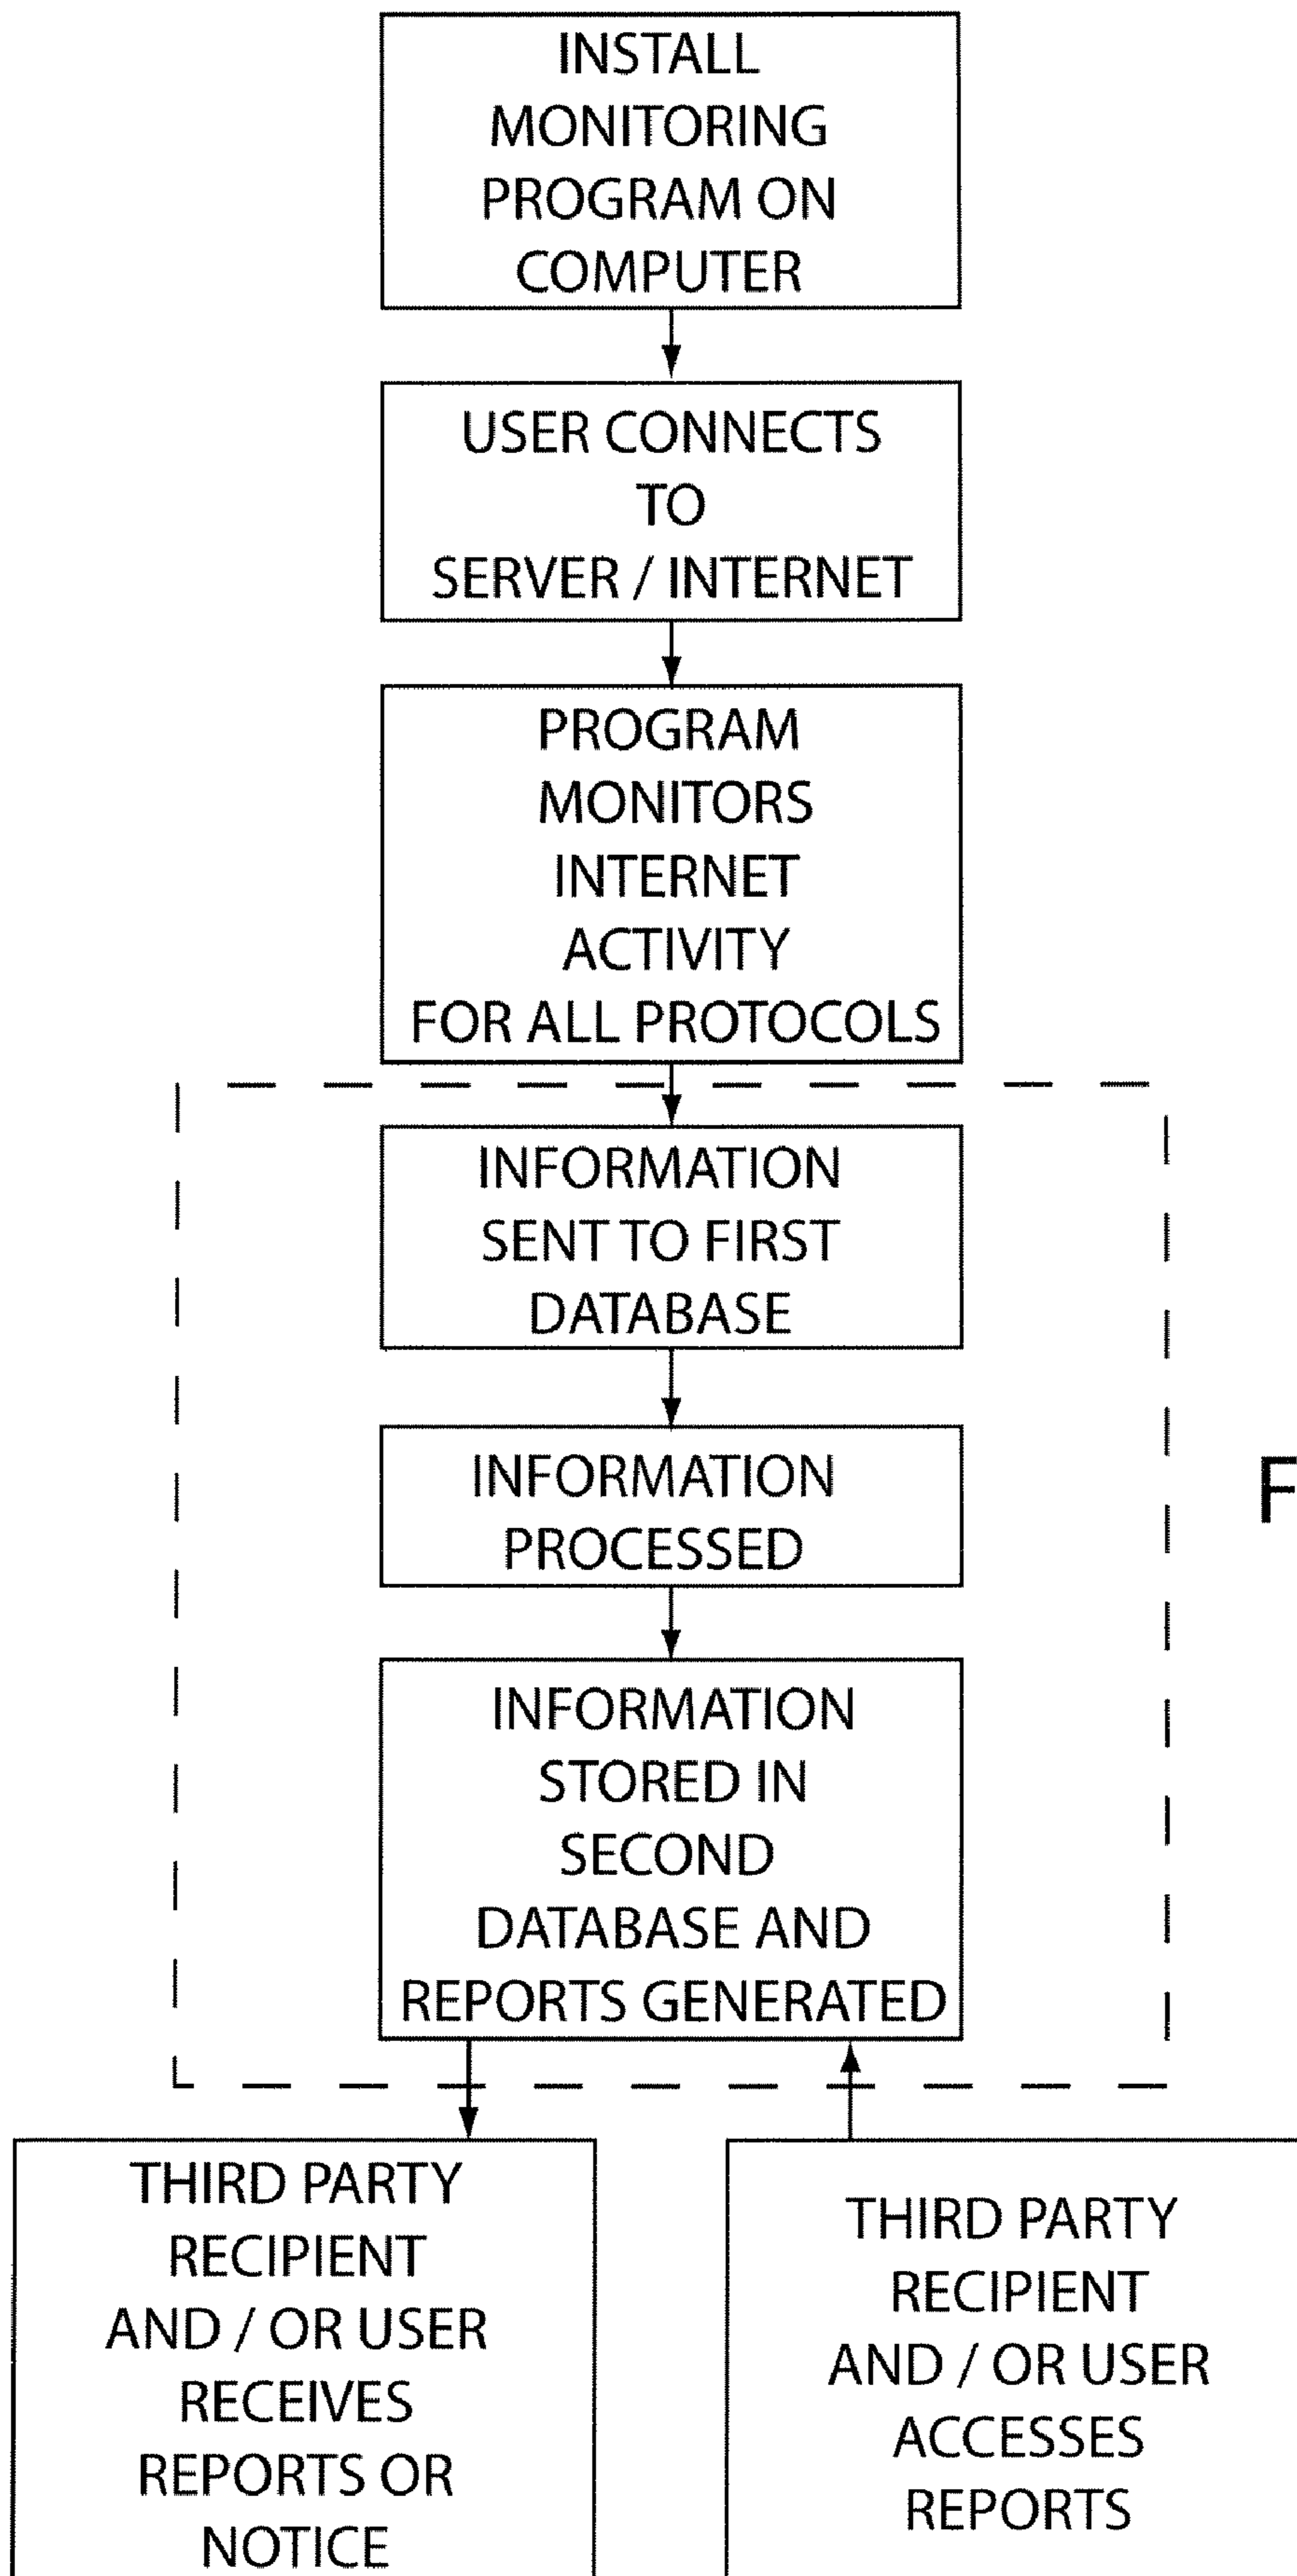 INSTALL
MONITORING
PROGRAM ON
COMPUTER
USER CONNECTS
TO
SERVER / INTERNET
PROGRAM
MONITORS
INTERNET
ACTIVITY
FOR ALL PROTOCOLS
INFORMATION
SENT TO FIRST
DATABASE
INFORMATION
PROCESSED
F
INFORMATION
STORED IN
SECOND
DATABASE AND
REPORTS GENERATED
THIRD PARTY
RECIPIENT
AND / OR USER
RECEIVES
REPORTS OR
NOTICE
THIRD PARTY
RECIPIENT
AND / OR USER
ACCESSES
REPORTS